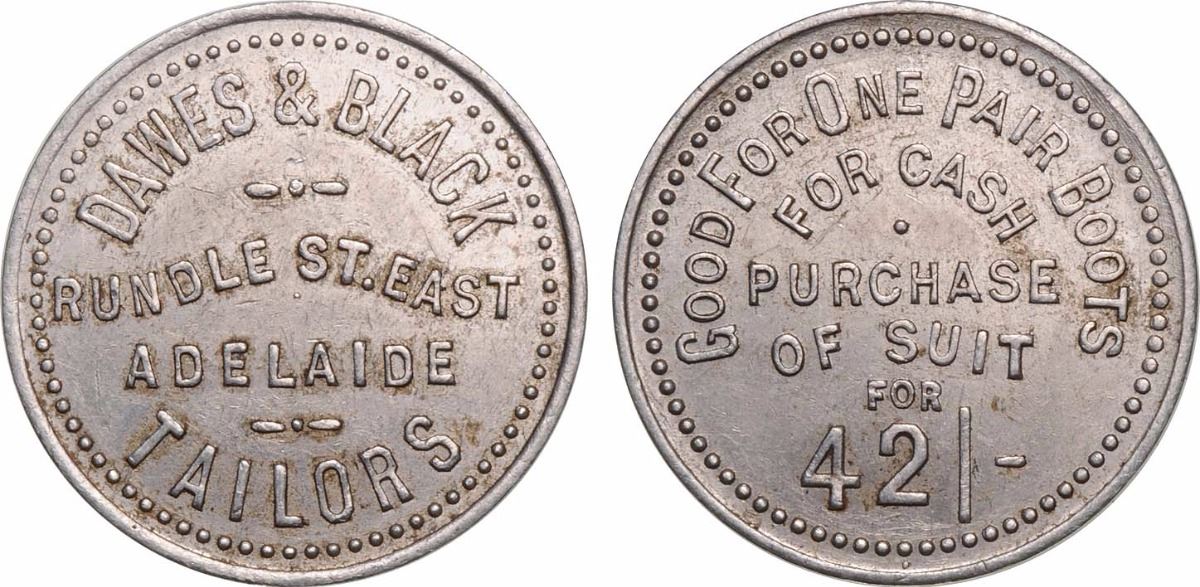 DAWES & BLACK
RUNDLE ST. EAST
ADELAIDE
TAILORS
GOOD FOR ONE PAIR BOOTS
FOR CASH
PURCHASE
OF SUIT
FOR
42/-